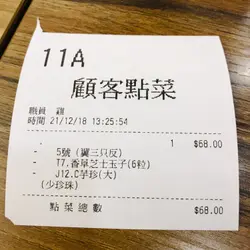 11A
顧客點菜
職員 觀
時間 21/12/18 13:25:54
. 1 $68.00
- 5號 (翼三只反)
- T7.香草芝士玉子(6粒)
- J12.C芋珍(大)
(少珍珠)
點菜總數 $68.00